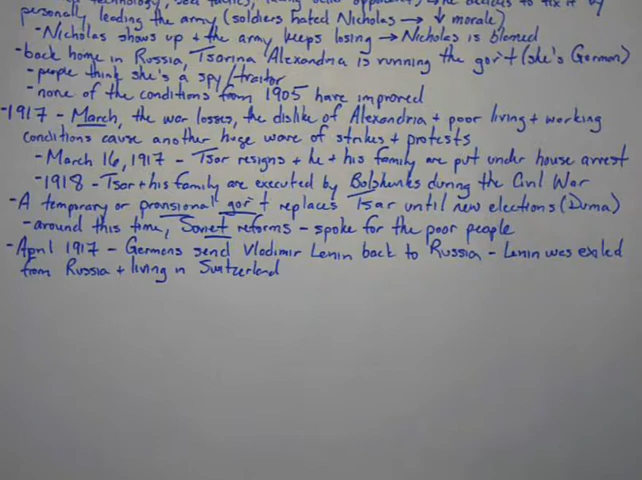 personally leading the army (soldiers hated Nicholas → ↓ morale)
- Nicholas shows up + the army keeps losing → Nicholas is blamed
- back home in Russia, Tsarina Alexandria is running the gov't (she's German)
- people think she's a spy/traitor
- none of the conditions from 1905 have improved
- 1917 - March, the war losses, the dislike of Alexandria + poor living + working
conditions cause another huge wave of strikes + protests
- March 16, 1917 - Tsar resigns + he + his family are put under house arrest
- 1918 - Tsar + his family are executed by Bolsheviks during the Civil War
- A temporary or provisional gov't replaces Tsar until new elections (Duma)
- around this time, Soviet reforms - spoke for the poor people
- April 1917 - Germans send Vladimir Lenin back to Russia - Lenin was exiled
from Russia + living in Switzerland